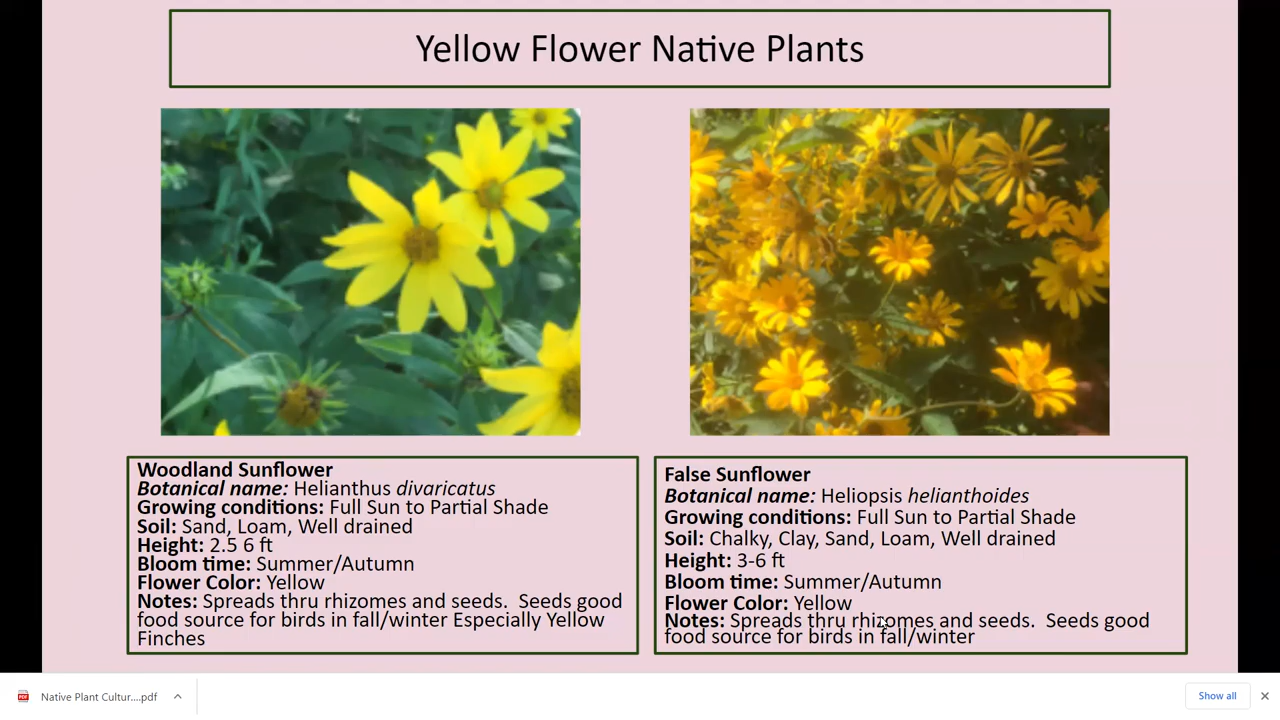 Yellow Flower Native Plants
Woodland Sunflower
Botanical name: Helianthus divaricatus
Growing conditions: Full Sun to Partial Shade
Soil: Sand, Loam, Well drained
Height: 2.5 6 ft
Bloom time: Summer/Autumn
Flower Color: Yellow
Notes: Spreads thru rhizomes and seeds.  Seeds good
food source for birds in fall/winter Especially Yellow
Finches
False Sunflower
Botanical name: Heliopsis helianthoides
Growing conditions: Full Sun to Partial Shade
Soil: Chalky, Clay, Sand, Loam, Well drained
Height: 3-6 ft
Bloom time: Summer/Autumn
Flower Color: Yellow
Notes: Spreads thru rhizomes and seeds.  Seeds good
food source for birds in fall/winter
PDF
Native Plant Cultur....pdf
Show all